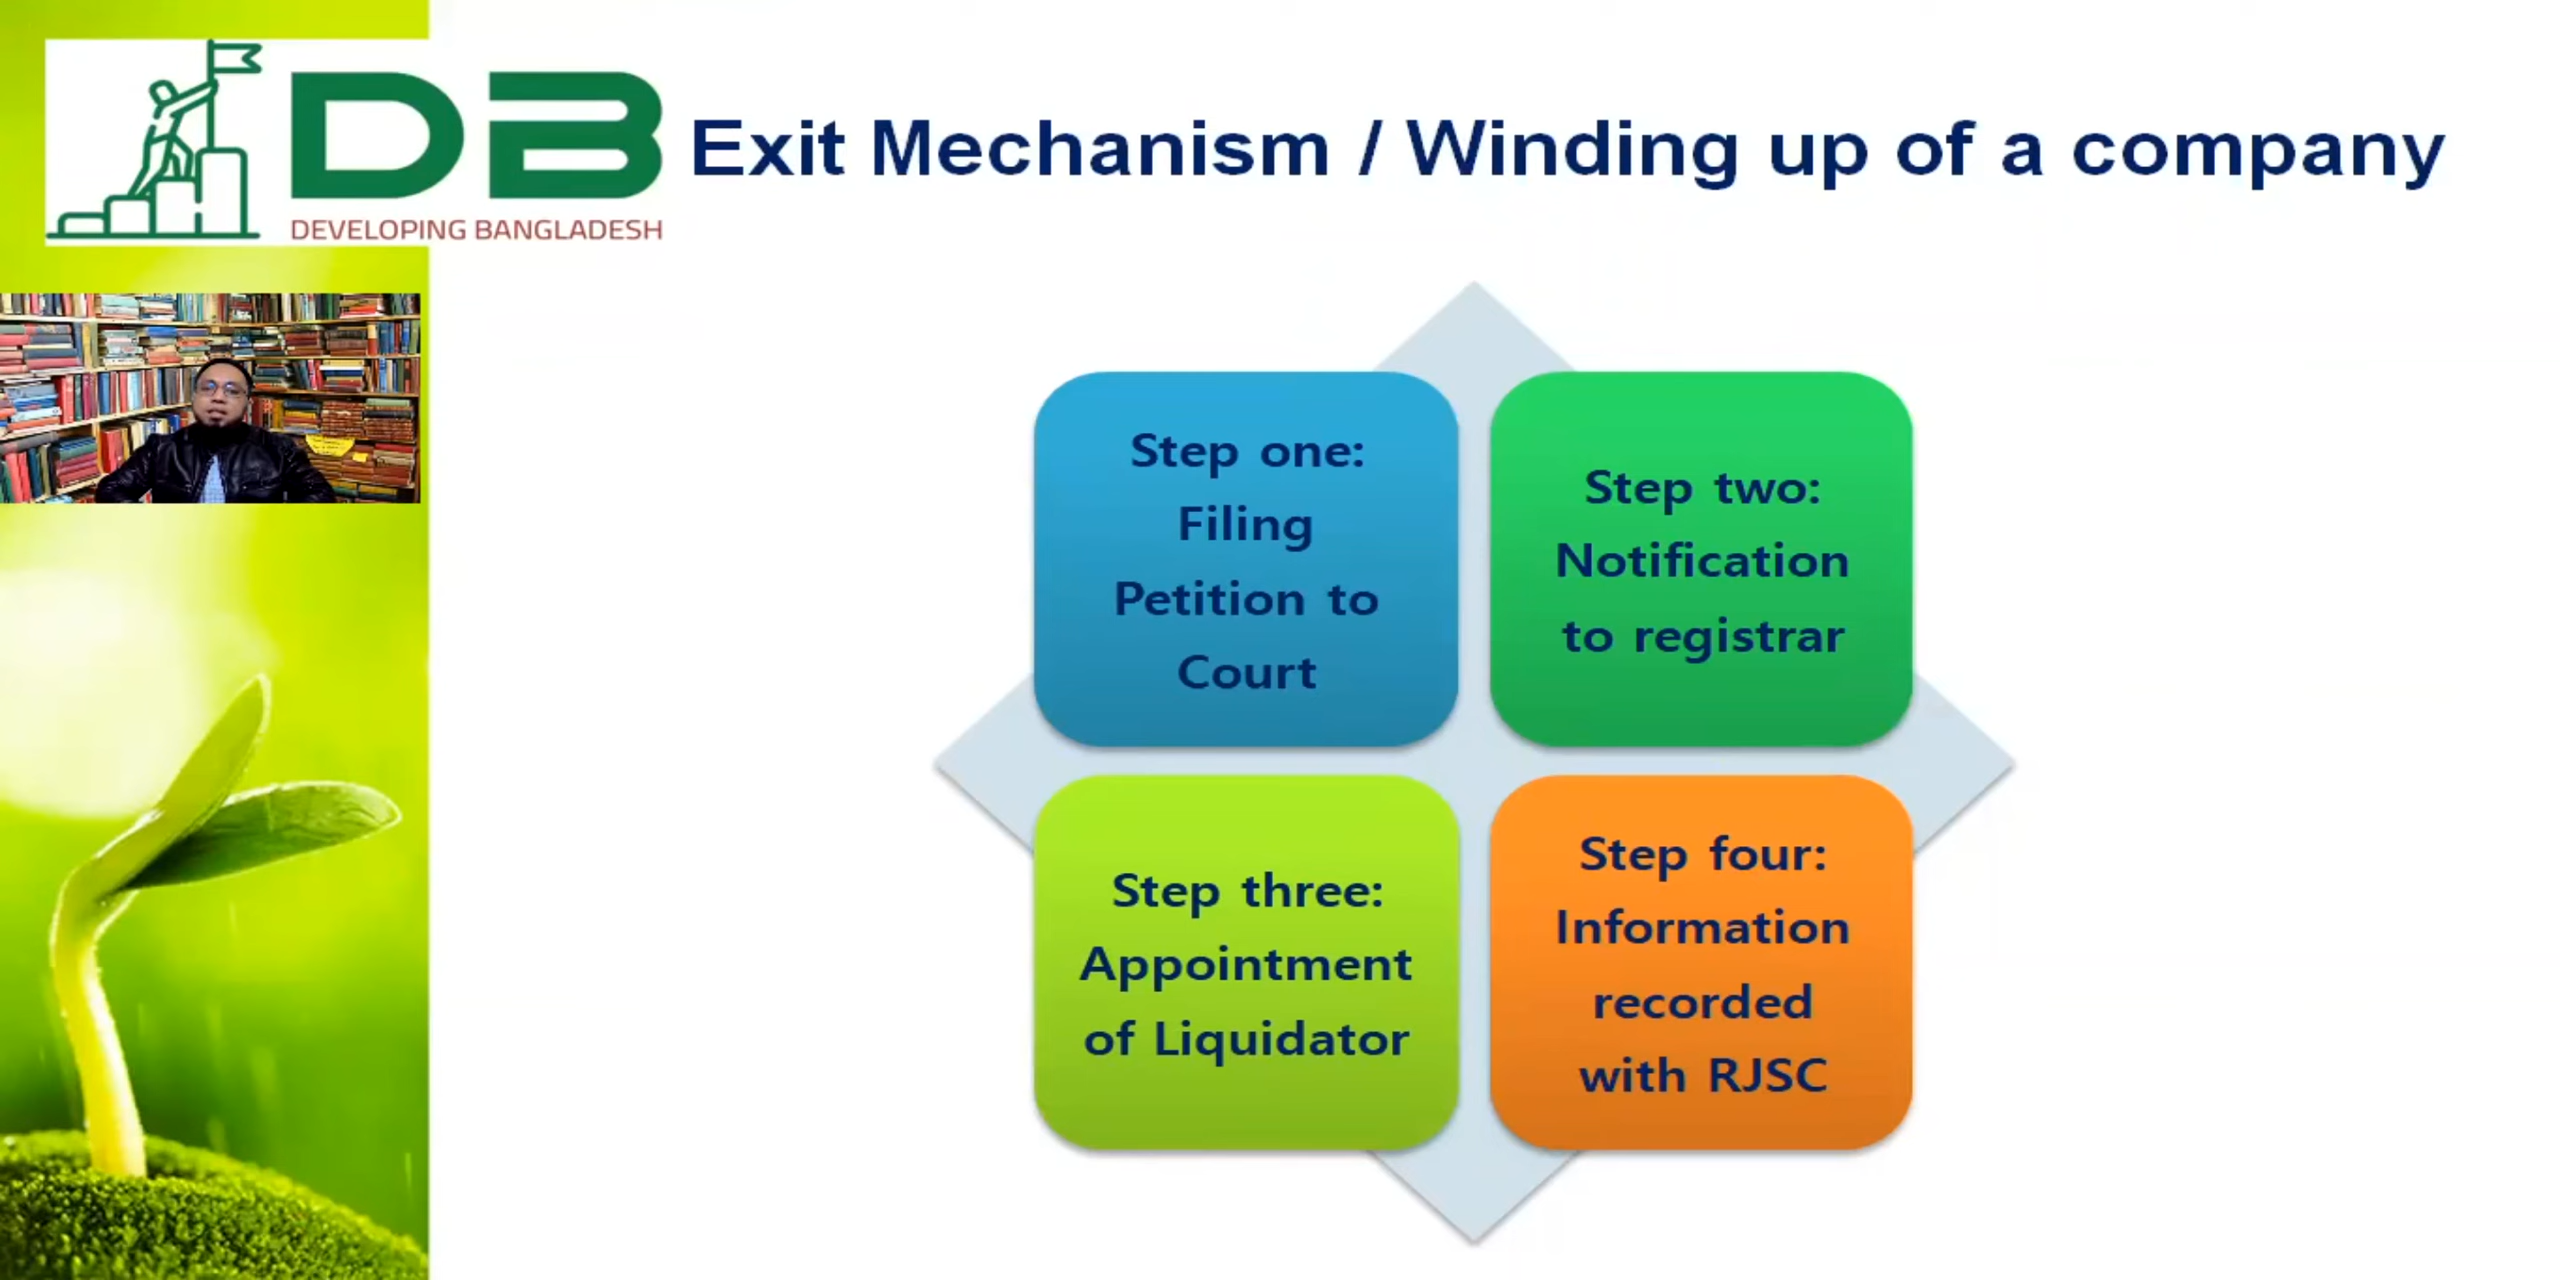 DB
DEVELOPING BANGLADESH
Exit Mechanism / Winding up of a company
Step one:
Filing
Petition to
Court
Step two:
Notification
to registrar
Step three:
Appointment
of Liquidator
Step four:
Information
recorded
with RJSC